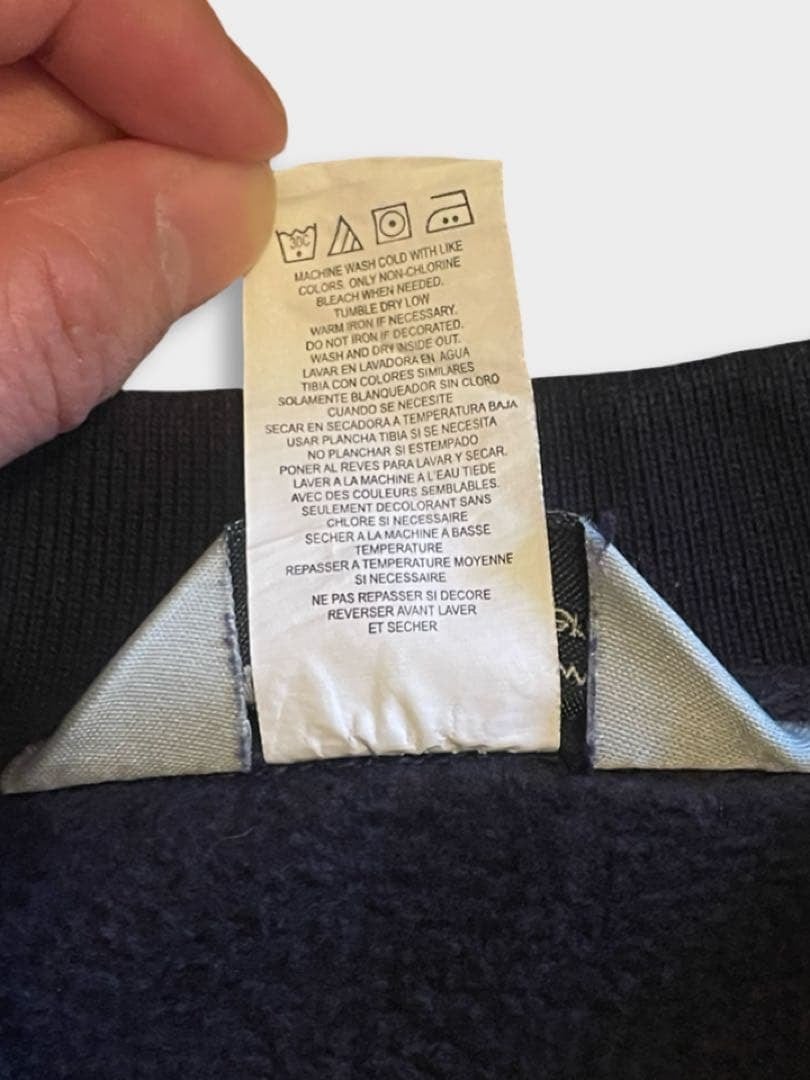 30C
MACHINE WASH COLD WITH LIKE
COLORS. ONLY NON-CHLORINE
BLEACH WHEN NEEDED.
TUMBLE DRY LOW
WARM IRON IF NECESSARY.
DO NOT IRON IF DECORATED.
WASH AND DRY INSIDE OUT.
LAVAR EN LAVADORA EN AGUA
TIBIA CON COLORES SIMILARES
SOLAMENTE BLANQUEADOR SIN CLORO
CUANDO SE NECESITE
SECAR EN SECADORA A TEMPERATURA BAJA
USAR PLANCHA TIBIA SI SE NECESITA
NO PLANCHAR SI ESTEMPADO
PONER AL REVES PARA LAVAR Y SECAR.
LAVER A LA MACHINE A L'EAU TIEDE
AVEC DES COULEURS SEMBLABLES.
SEULEMENT DECOLORANT SANS
CHLORE SI NECESSAIRE
SECHER A LA MACHINE A BASSE
TEMPERATURE
REPASSER A TEMPERATURE MOYENNE
SI NECESSAIRE
NE PAS REPASSER SI DECORE
REVERSER AVANT LAVER
ET SECHER